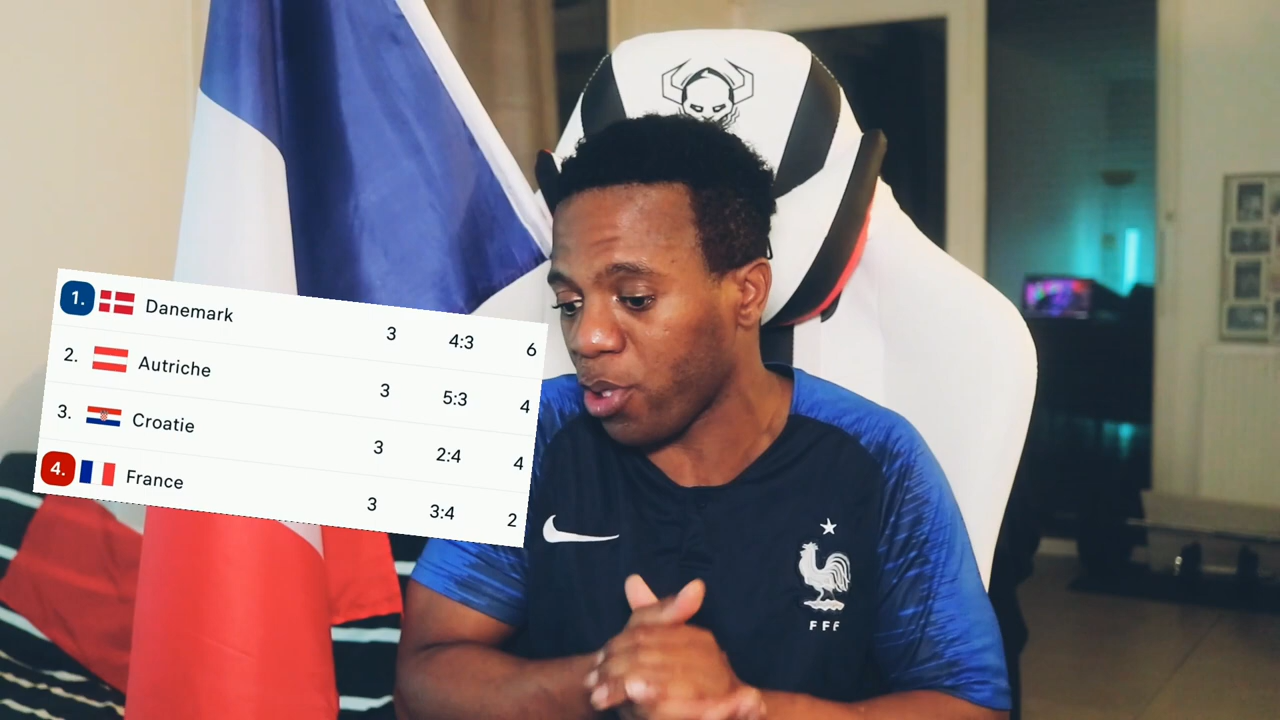 1. Danemark 3 4:3 6
2. Autriche 3 5:3 4
3. Croatie 3 2:4 4
4. France 3 3:4 2
FFF